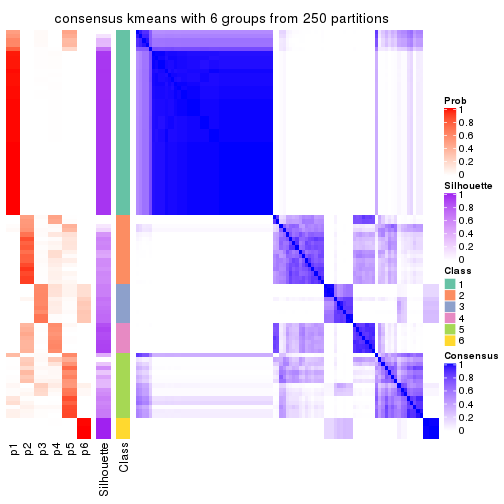 consensus kmeans with 6 groups from 250 partitions
Prob
1
0.8
0.6
0.4
0.2
0
Silhouette
1
0.8
0.6
0.4
0.2
0
Class
1
2
3
4
5
6
Consensus
1
0.8
0.6
0.4
0.2
0
p1
p2
p3
p4
p5
p6
Silhouette
Class